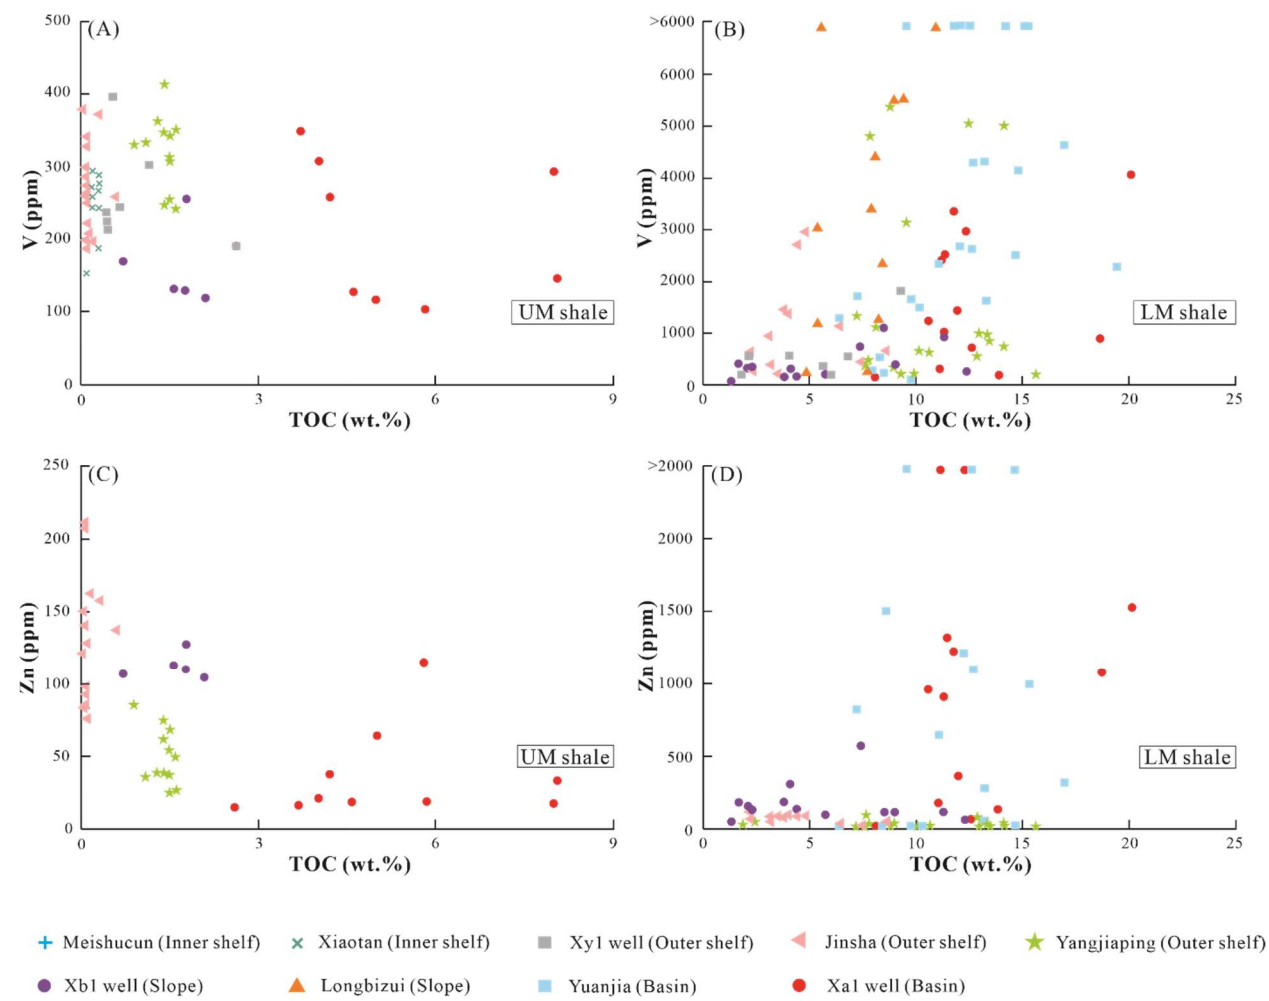 (A)
500
400
300
200
100
0
V (ppm)
UM shale
0 3 6 9
TOC (wt.%)
(B)
>6000
6000
5000
4000
3000
2000
1000
0
V (ppm)
LM shale
0 5 10 15 20 25
TOC (wt.%)
(C)
250
200
150
100
50
0
Zn (ppm)
UM shale
0 3 6 9
TOC (wt.%)
(D)
>2000
2000
1500
1000
500
0
Zn (ppm)
LM shale
0 5 10 15 20 25
TOC (wt.%)
Meishucun (Inner shelf) Xiaotan (Inner shelf) Xy1 well (Outer shelf) Jinsha (Outer shelf) Yangjiaping (Outer shelf)
Xb1 well (Slope) Longbizui (Slope) Yuanjia (Basin) Xa1 well (Basin)